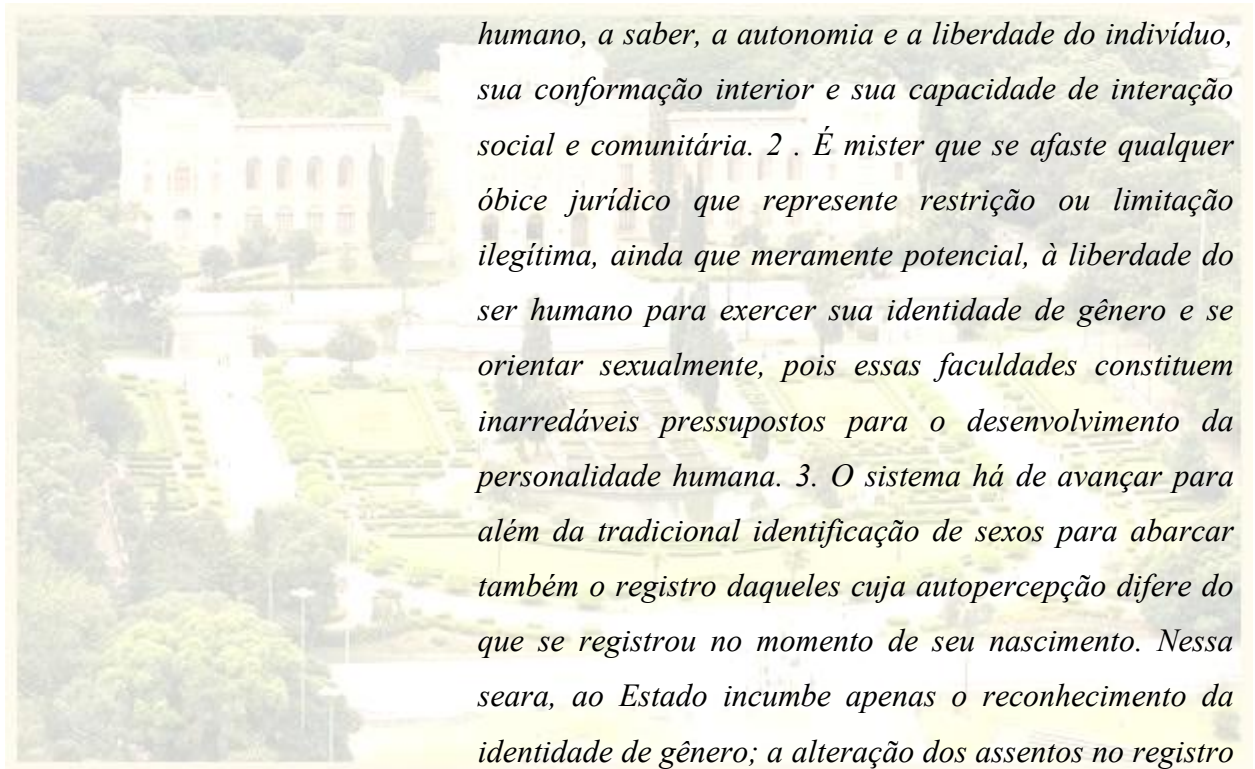 humano, a saber, a autonomia e a liberdade do indivíduo,
sua conformação interior e sua capacidade de interação
social e comunitária. 2 . É mister que se afaste qualquer
óbice jurídico que represente restrição ou limitação
ilegítima, ainda que meramente potencial, à liberdade do
ser humano para exercer sua identidade de gênero e se
orientar sexualmente, pois essas faculdades constituem
inarredáveis pressupostos para o desenvolvimento da
personalidade humana. 3. O sistema há de avançar para
além da tradicional identificação de sexos para abarcar
também o registro daqueles cuja autopercepção difere do
que se registrou no momento de seu nascimento. Nessa
seara, ao Estado incumbe apenas o reconhecimento da
identidade de gênero; a alteração dos assentos no registro